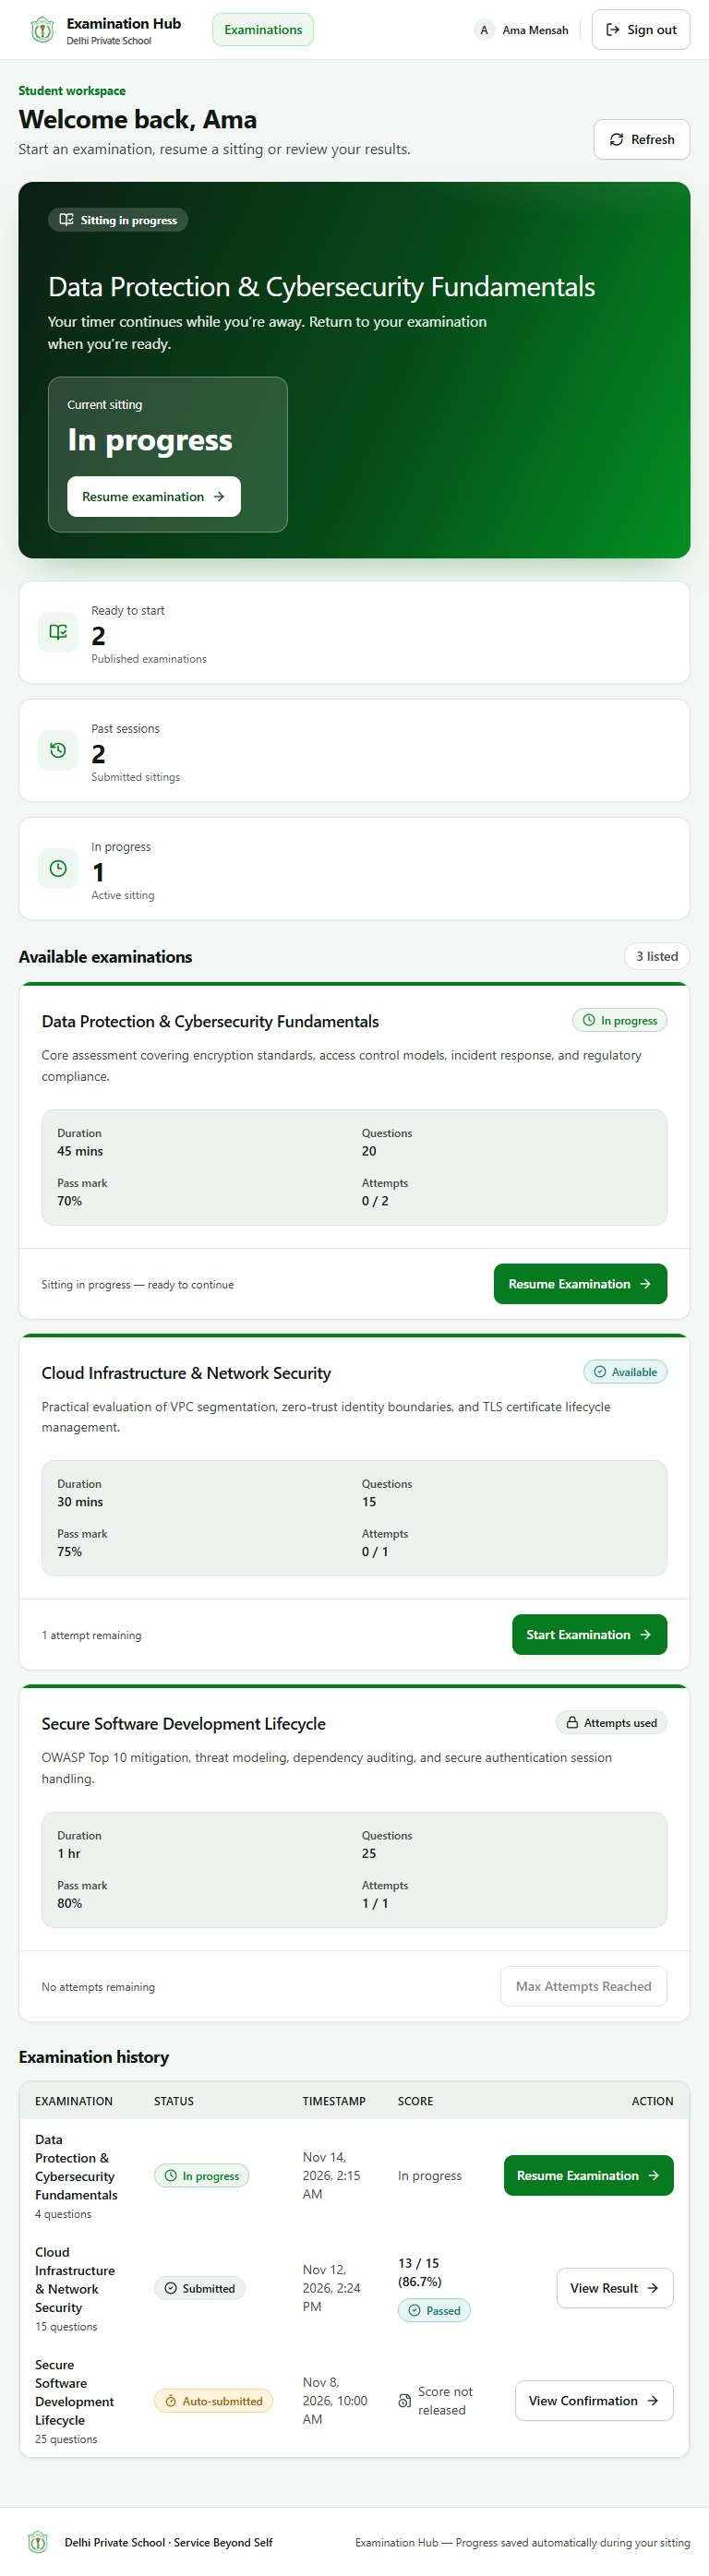 Examination Hub
Delhi Private School
Examinations
A
Ama Mensah
Sign out
Student workspace
Welcome back, Ama
Start an examination, resume a sitting or review your results.
Refresh
Sitting in progress
Data Protection & Cybersecurity Fundamentals
Your timer continues while you’re away. Return to your examination
when you’re ready.
Current sitting
In progress
Resume examination
Ready to start
2
Published examinations
Past sessions
2
Submitted sittings
In progress
1
Active sitting
Available examinations
3 listed
Data Protection & Cybersecurity Fundamentals
In progress
Core assessment covering encryption standards, access control models, incident response, and regulatory
compliance.
Duration
45 mins
Questions
20
Pass mark
70%
Attempts
0 / 2
Sitting in progress — ready to continue
Resume Examination
Cloud Infrastructure & Network Security
Available
Practical evaluation of VPC segmentation, zero-trust identity boundaries, and TLS certificate lifecycle
management.
Duration
30 mins
Questions
15
Pass mark
75%
Attempts
0 / 1
1 attempt remaining
Start Examination
Secure Software Development Lifecycle
Attempts used
OWASP Top 10 mitigation, threat modeling, dependency auditing, and secure authentication session
handling.
Duration
1 hr
Questions
25
Pass mark
80%
Attempts
1 / 1
No attempts remaining
Max Attempts Reached
Examination history
EXAMINATION
STATUS
TIMESTAMP
SCORE
ACTION
Data
Protection &
Cybersecurity
Fundamentals
4 questions
In progress
Nov 14,
2026, 2:15
AM
In progress
Resume Examination
Cloud
Infrastructure
& Network
Security
15 questions
Submitted
Nov 12,
2026, 2:24
PM
13 / 15
(86.7%)
Passed
View Result
Secure
Software
Development
Lifecycle
25 questions
Auto-submitted
Nov 8,
2026, 10:00
AM
Score not
released
View Confirmation
Delhi Private School · Service Beyond Self
Examination Hub — Progress saved automatically during your sitting